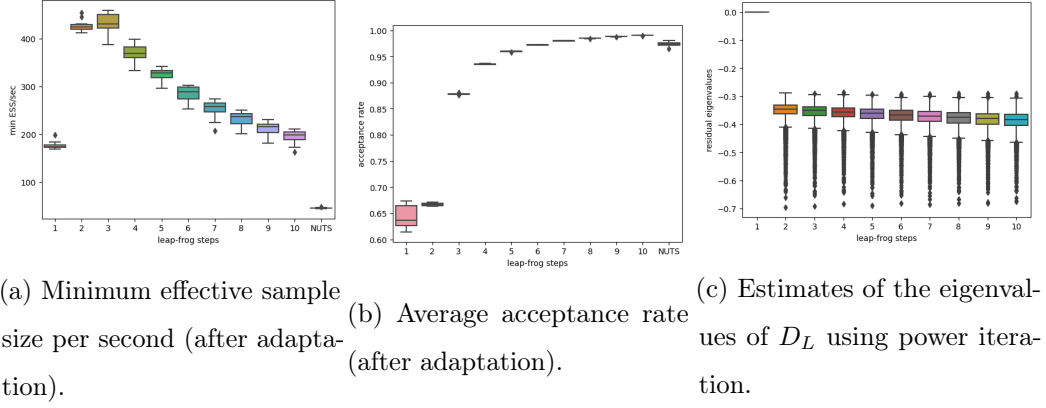 400
300
200
100
min ESS/sec
1 2 3 4 5 6 7 8 9 10 NUTS
leap-frog steps
1.00
0.95
0.90
0.85
0.80
0.75
0.70
0.65
0.60
acceptance rate
1 2 3 4 5 6 7 8 9 10 NUTS
leap-frog steps
0.0
−0.1
−0.2
−0.3
−0.4
−0.5
−0.6
−0.7
residual eigenvalues
1 2 3 4 5 6 7 8 9 10
leap-frog steps
(a) Minimum effective sample
size per second (after adapta-
tion).
(b) Average acceptance rate
(after adaptation).
(c) Estimates of the eigenval-
ues of D_L using power itera-
tion.